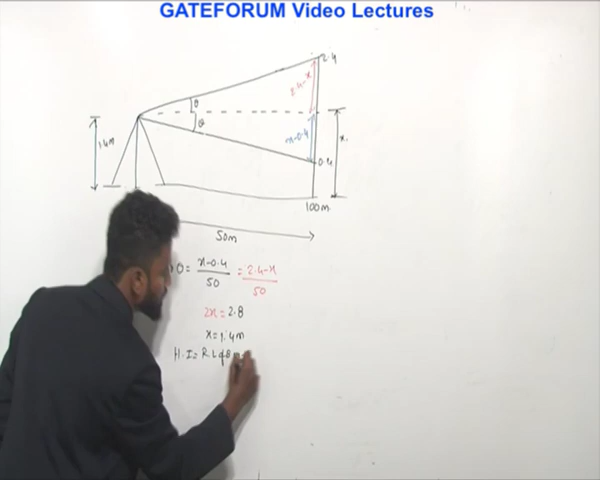 GATEFORUM Video Lectures
2.4
2.4-x
θ
θ
1.4m
x-0.4
x
0.4
100m
50m
θ = x-0.4 / 50 = 2.4-x / 50
2x = 2.8
x = 1.4m
H.I = R.L of B